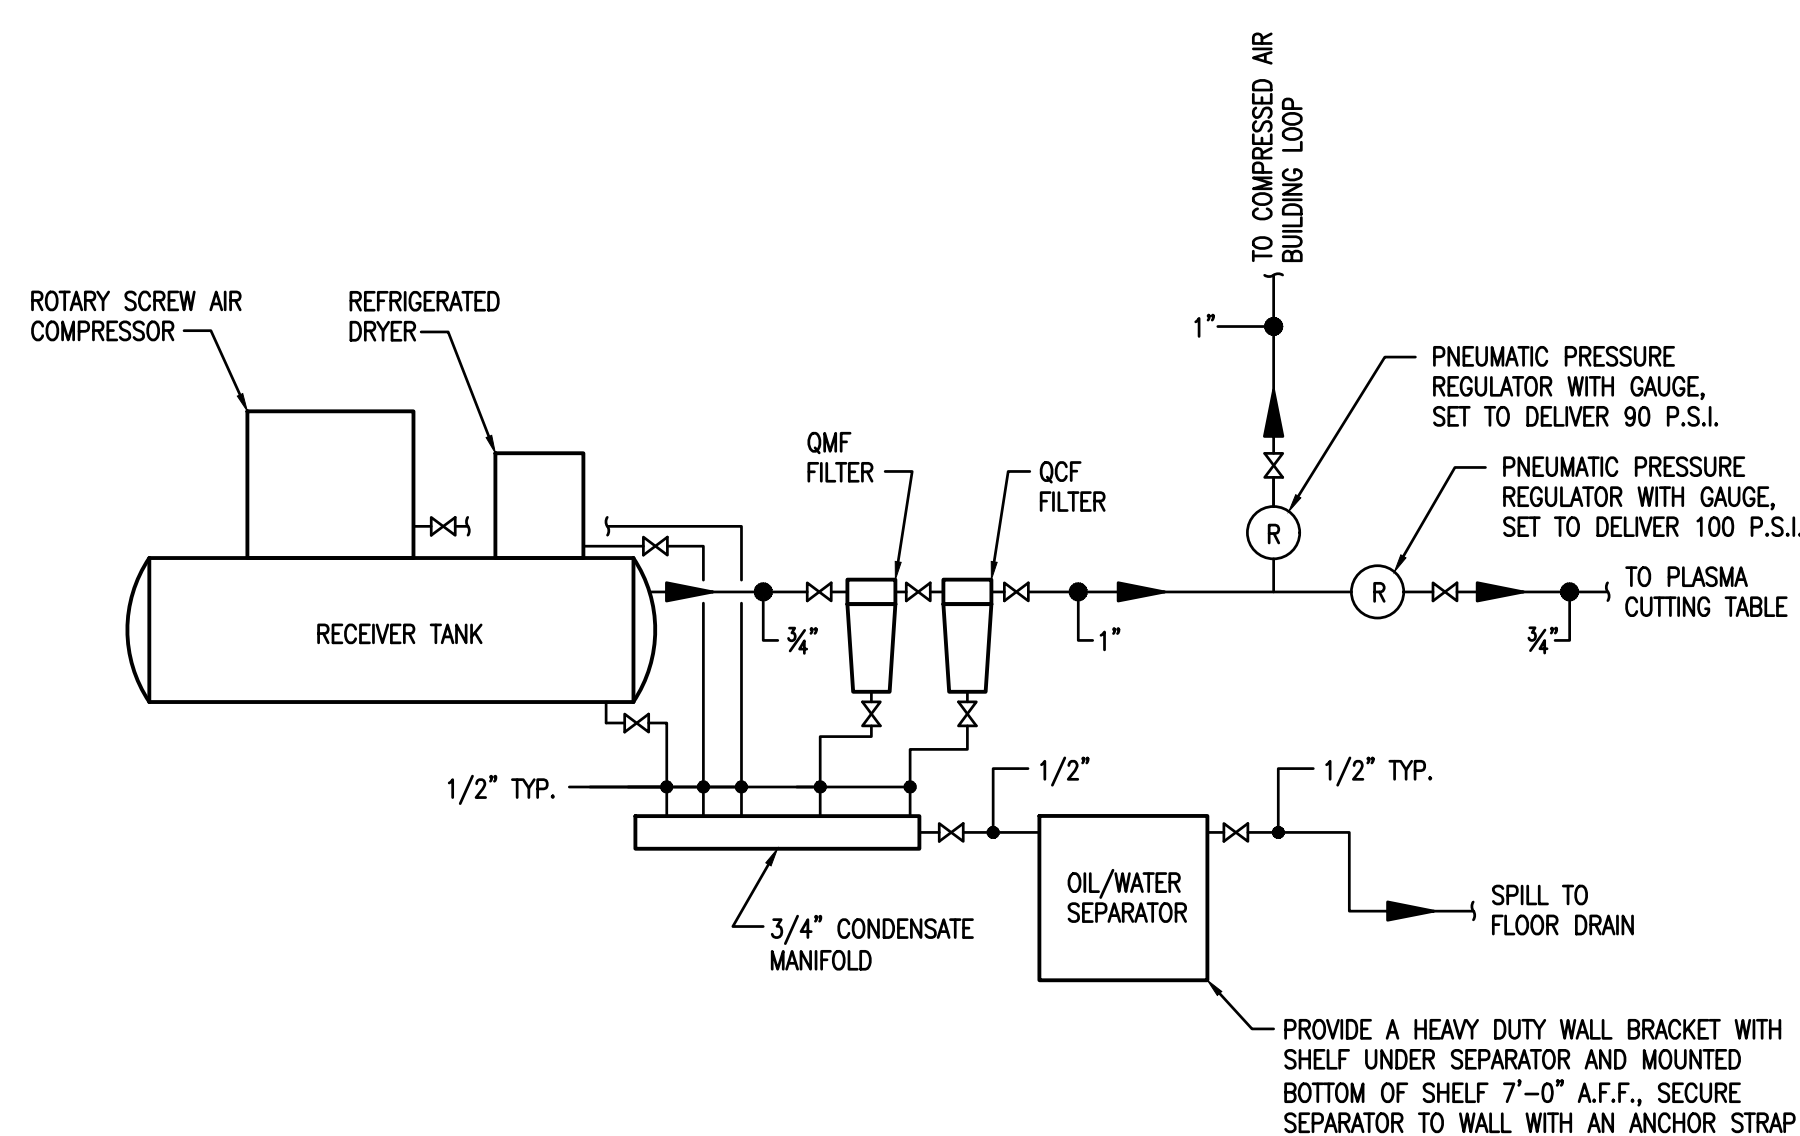 TO COMPRESSED AIR
BUILDING LOOP
ROTARY SCREW AIR
COMPRESSOR
REFRIGERATED
DRYER
1"
PNEUMATIC PRESSURE
REGULATOR WITH GAUGE,
SET TO DELIVER 90 P.S.I.
QMF
FILTER
QCF
FILTER
PNEUMATIC PRESSURE
REGULATOR WITH GAUGE,
SET TO DELIVER 100 P.S.I.
R
R
TO PLASMA
CUTTING TABLE
RECEIVER TANK
3/4"
1"
3/4"
1/2" TYP.
1/2"
1/2" TYP.
OIL/WATER
SEPARATOR
SPILL TO
FLOOR DRAIN
3/4" CONDENSATE
MANIFOLD
PROVIDE A HEAVY DUTY WALL BRACKET WITH
SHELF UNDER SEPARATOR AND MOUNTED
BOTTOM OF SHELF 7'-0" A.F.F., SECURE
SEPARATOR TO WALL WITH AN ANCHOR STRAP